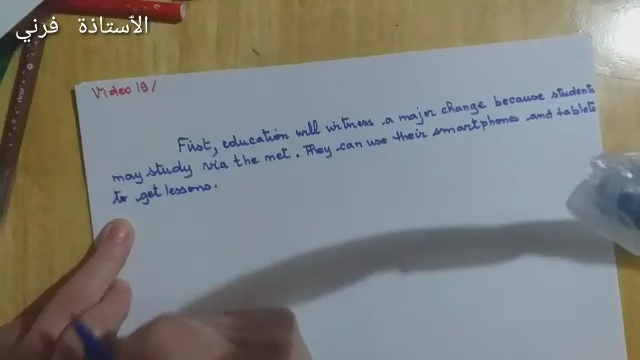 الأستاذة فرني
Video 19/
First, education will witness a major change because students
may study via the net. They can use their smartphones and tablets
to get lessons.